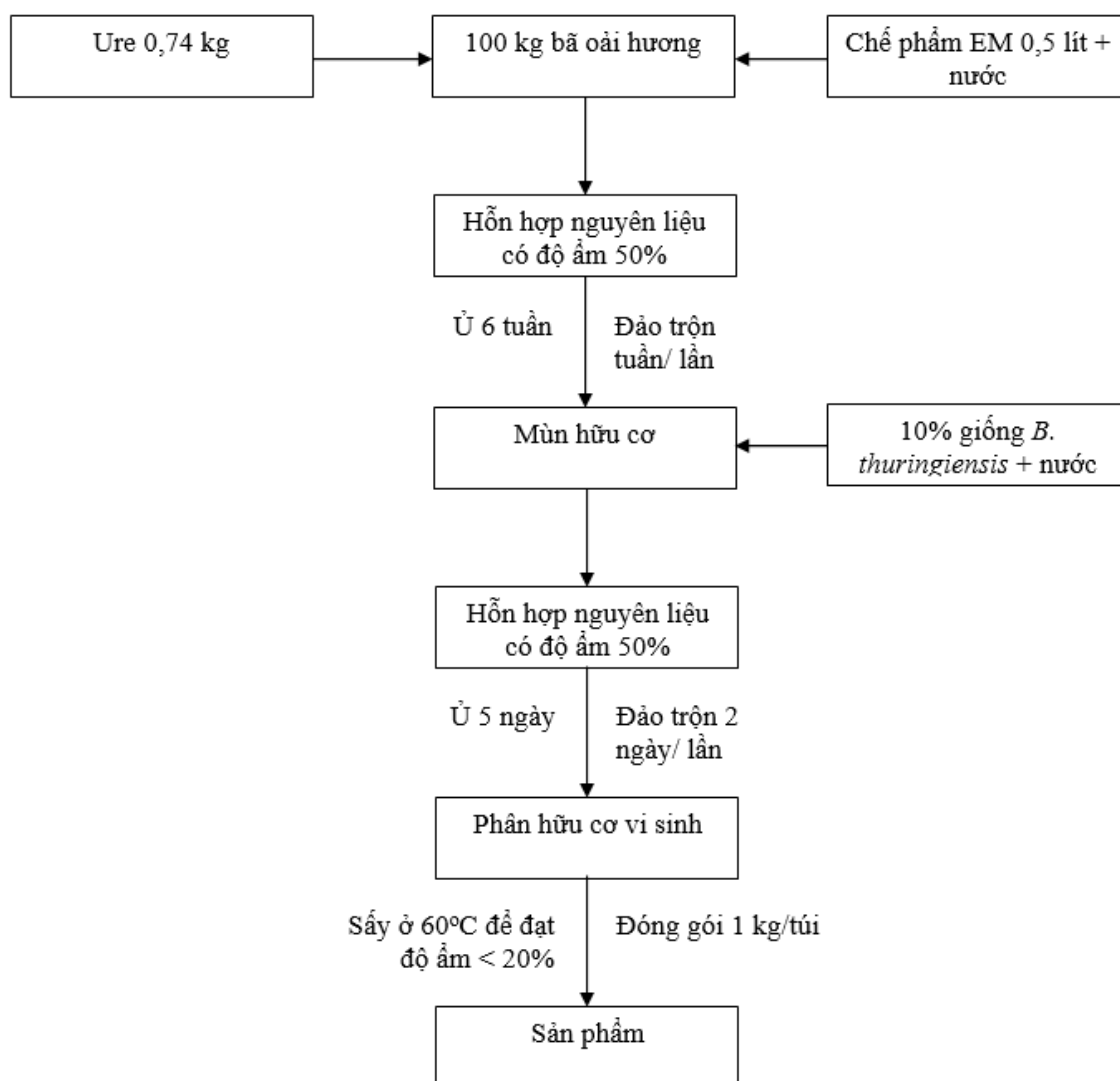 Ure 0,74 kg
100 kg bã oải hương
Chế phẩm EM 0,5 lít +
nước
Hỗn hợp nguyên liệu
có độ ẩm 50%
Ủ 6 tuần
Đảo trộn
tuần/ lần
Mùn hữu cơ
10% giống B.
thuringiensis + nước
Hỗn hợp nguyên liệu
có độ ẩm 50%
Ủ 5 ngày
Đảo trộn 2
ngày/ lần
Phân hữu cơ vi sinh
Sấy ở 60ºC để đạt
độ ẩm < 20%
Đóng gói 1 kg/túi
Sản phẩm